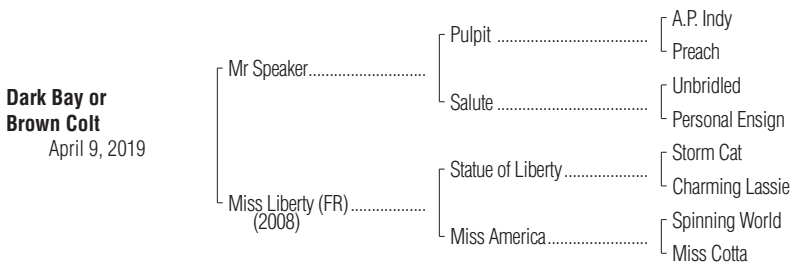 A.P. Indy
Pulpit
Preach
Mr Speaker
Unbridled
Salute
Personal Ensign
Dark Bay or
Brown Colt
April 9, 2019
Storm Cat
Statue of Liberty
Charming Lassie
Miss Liberty (FR)
(2008)
Spinning World
Miss America
Miss Cotta